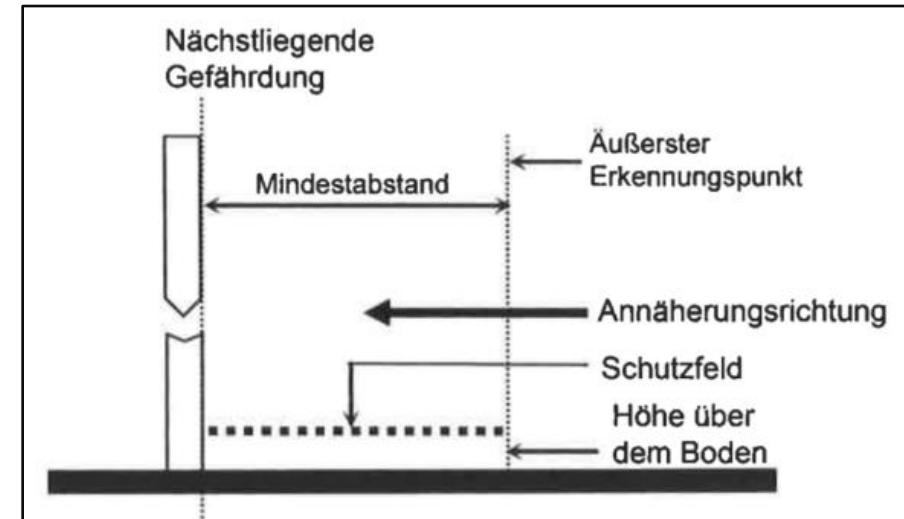 Nächstliegende
Gefährdung
Äußerster
Erkennungspunkt
Mindestabstand
Annäherungsrichtung
Schutzfeld
Höhe über
dem Boden